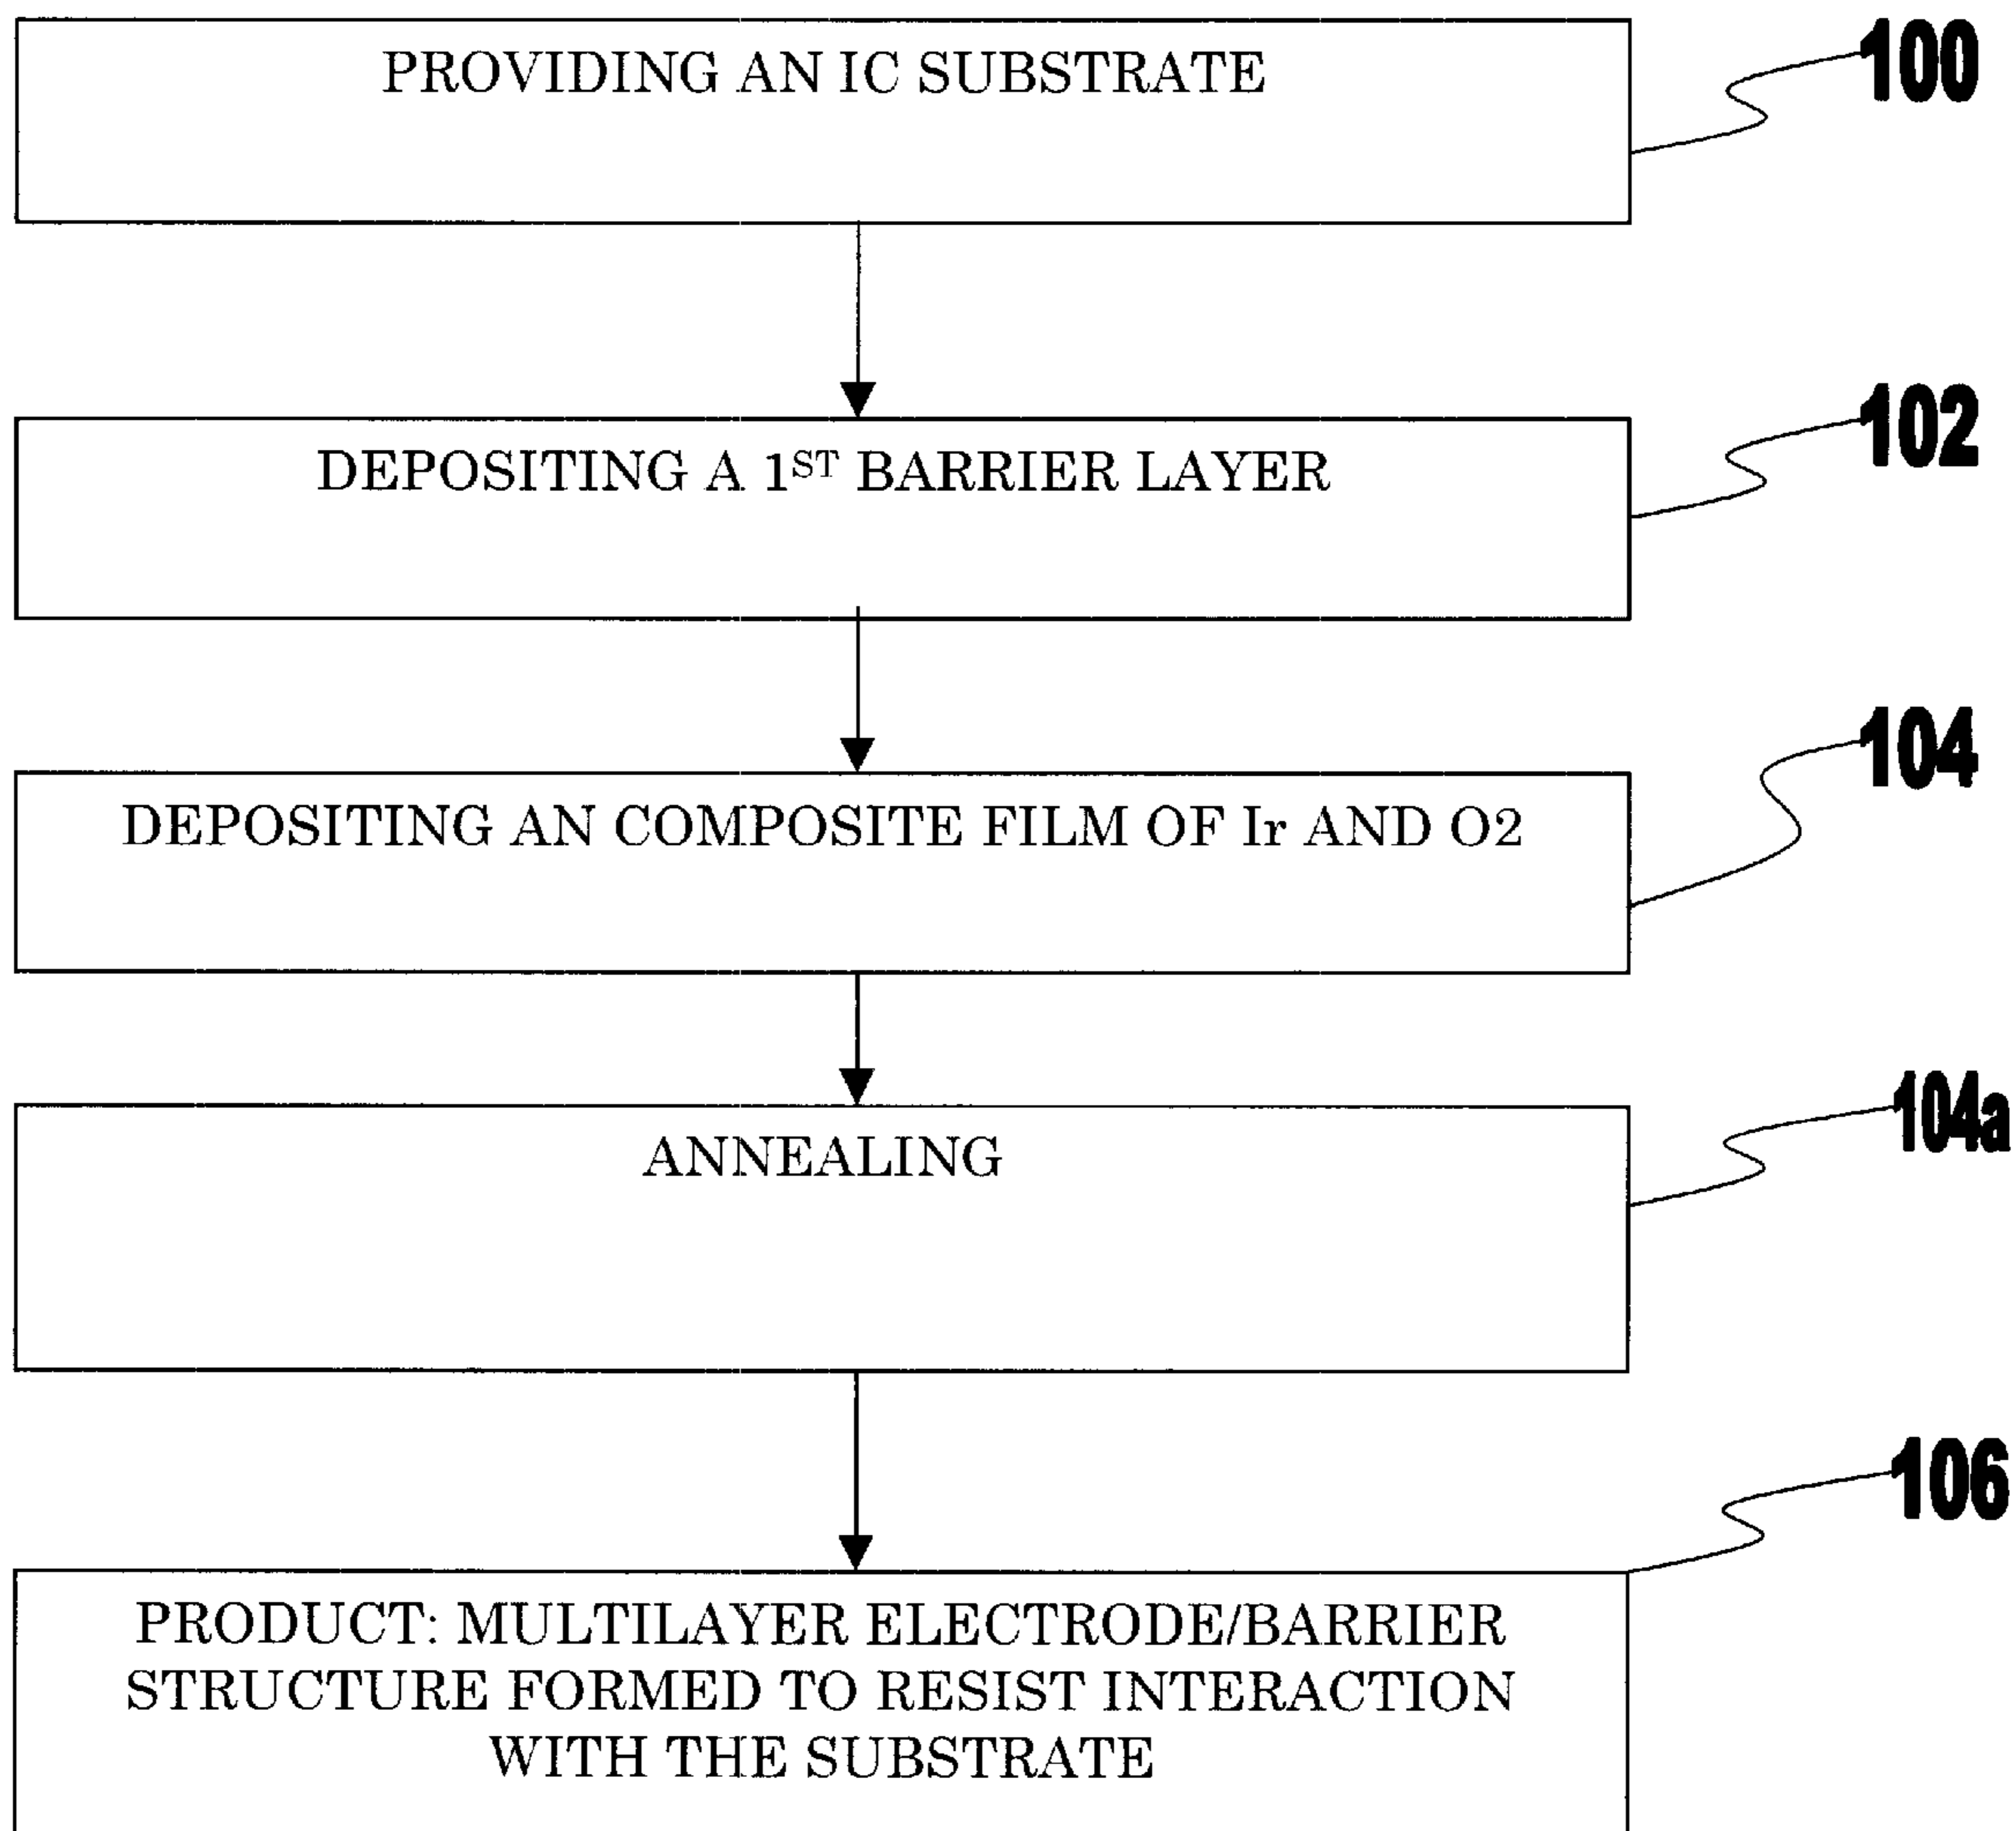 PROVIDING AN IC SUBSTRATE
100
DEPOSITING A 1ST BARRIER LAYER
102
DEPOSITING AN COMPOSITE FILM OF Ir AND O2
104
ANNEALING
104a
106
PRODUCT: MULTILAYER ELECTRODE/BARRIER
STRUCTURE FORMED TO RESIST INTERACTION
WITH THE SUBSTRATE